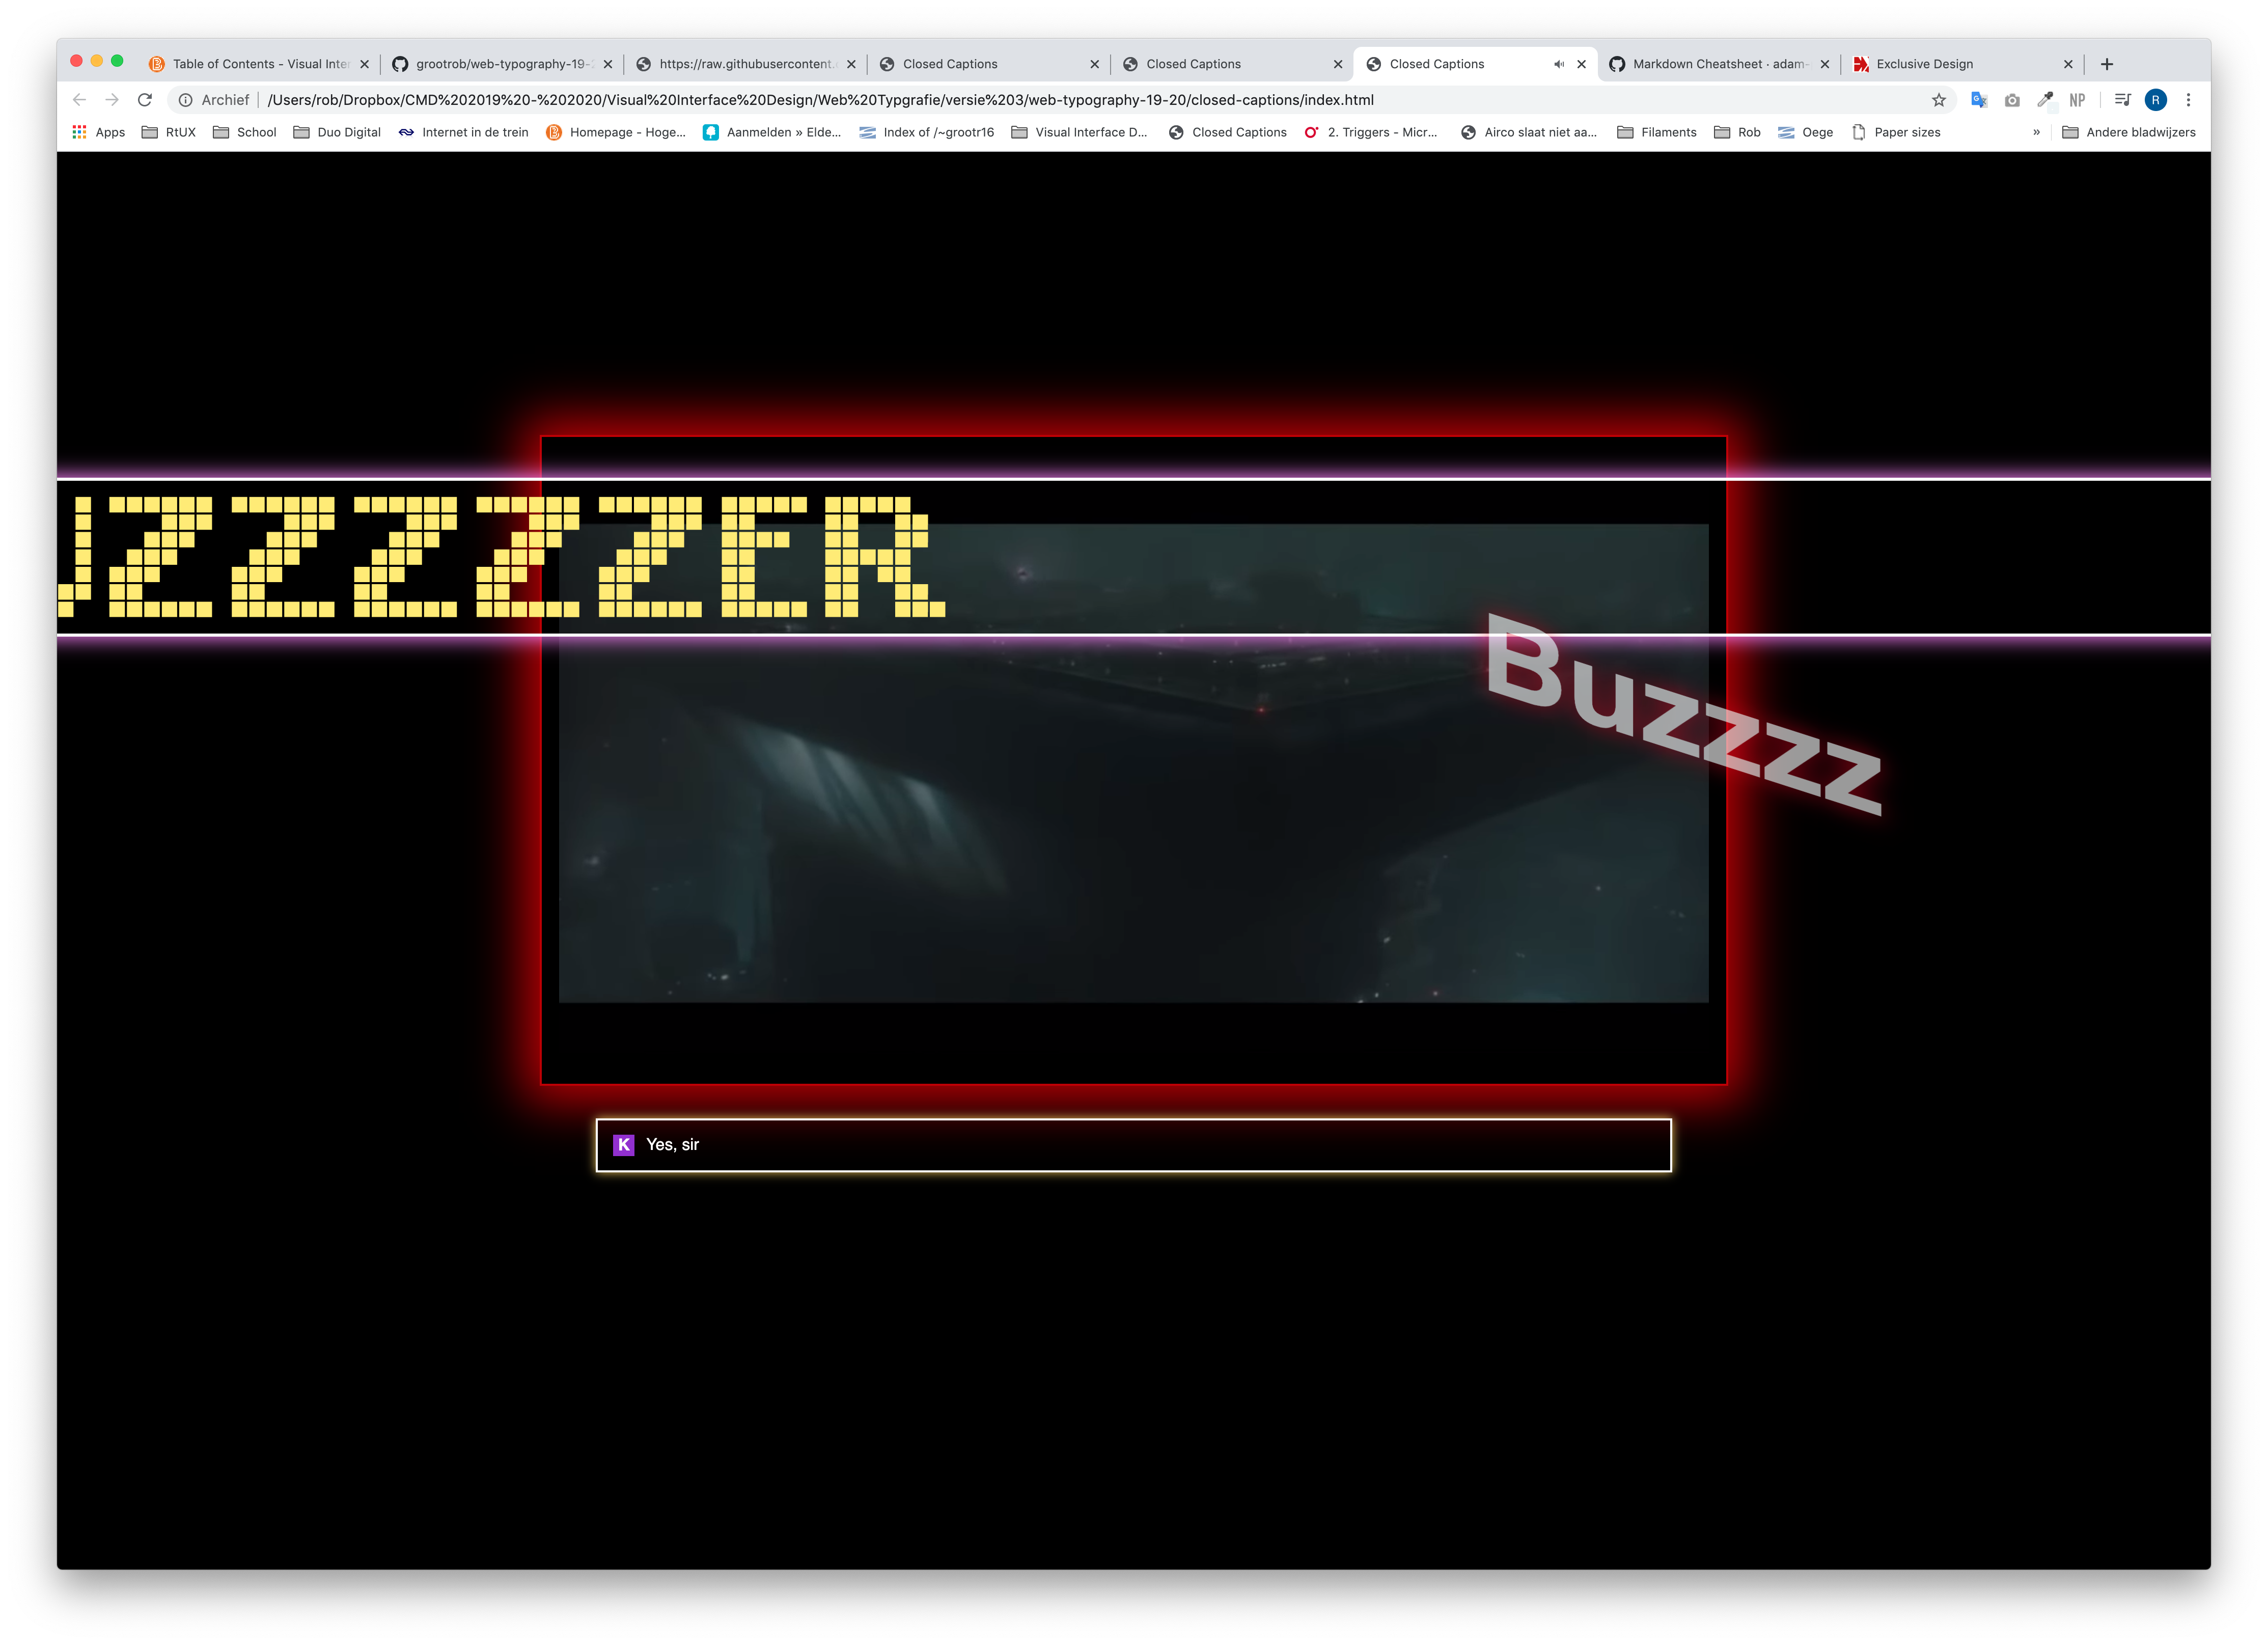 Table of Contents - Visual Inter
grootrob/web-typography-19-2
https://raw.githubusercontent.
Closed Captions
Closed Captions
Closed Captions
Markdown Cheatsheet · adam-
Exclusive Design
Archief
/Users/rob/Dropbox/CMD%202019%20-%202020/Visual%20Interface%20Design/Web%20Typgrafie/versie%203/web-typography-19-20/closed-captions/index.html
NP
R
Apps
RtUX
School
Duo Digital
Internet in de trein
Homepage - Hoge...
Aanmelden » Elde...
Index of /~grootr16
Visual Interface D...
Closed Captions
2. Triggers - Micr...
Airco slaat niet aa...
Filaments
Rob
Oege
Paper sizes
»
Andere bladwijzers
UZZZZZER
Buzzzz
K Yes, sir